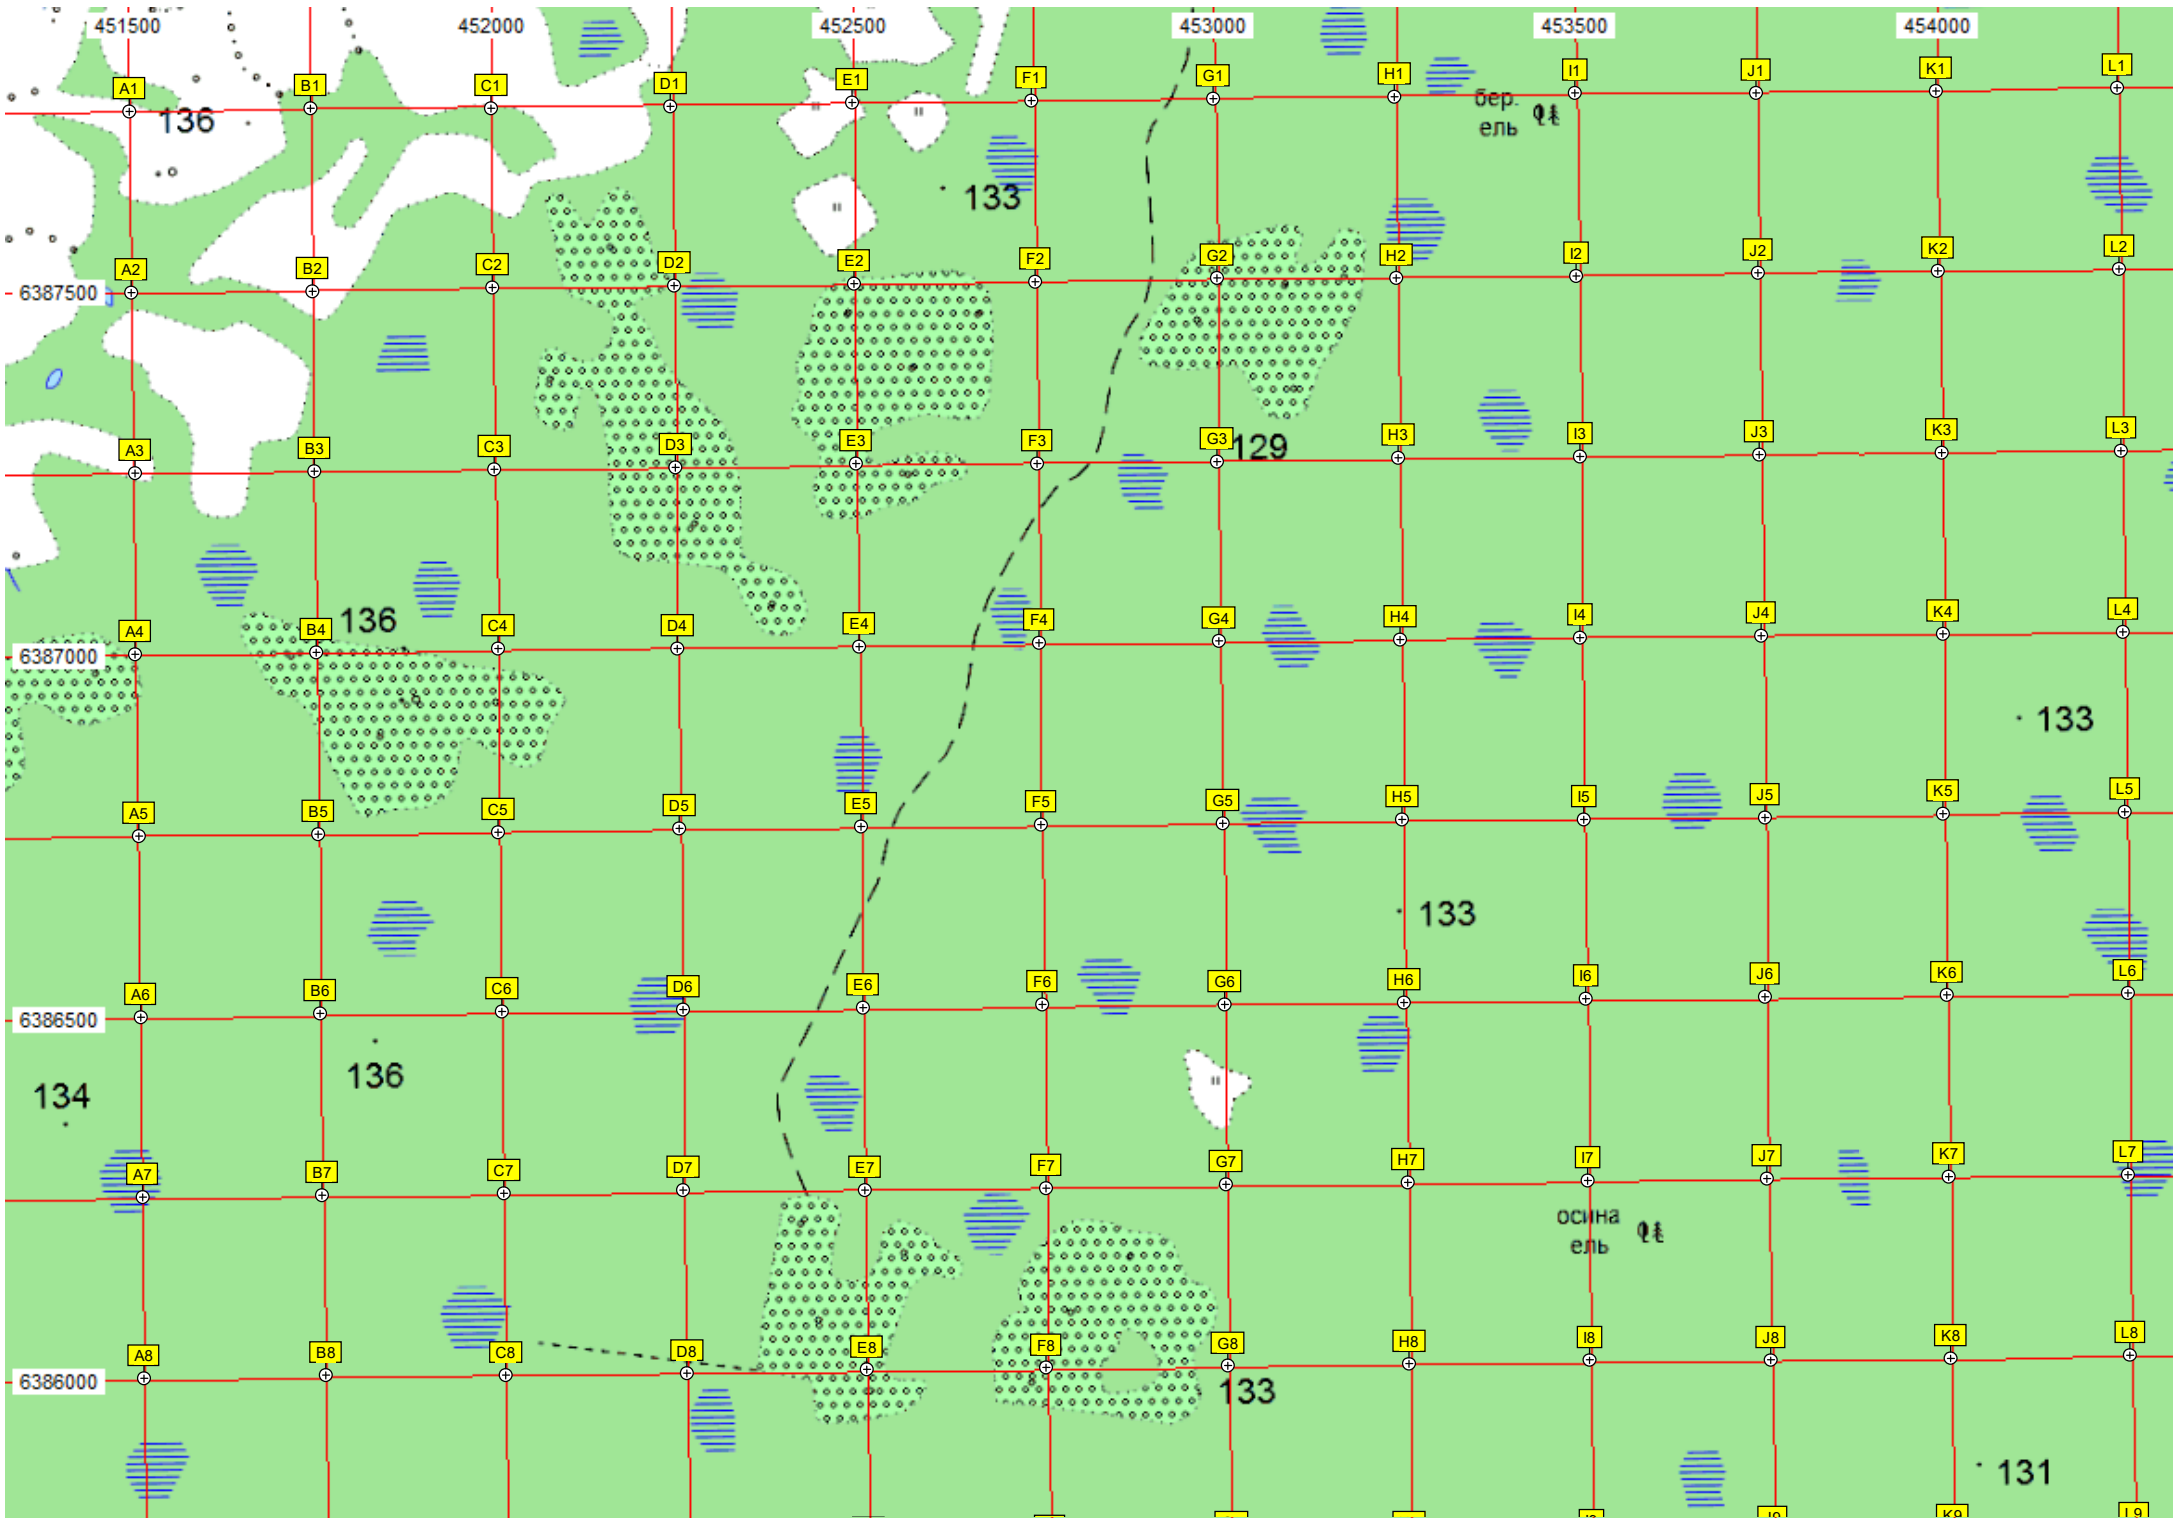 451500 452000 452500 453000 453500 454000
A1 B1 C1 D1 E1 F1 G1 H1 I1 J1 K1 L1
136
бер.
ель
133
A2 B2 C2 D2 E2 F2 G2 H2 I2 J2 K2 L2
6387500
A3 B3 C3 D3 E3 F3 G3 H3 I3 J3 K3 L3
129
136
A4 B4 C4 D4 E4 F4 G4 H4 I4 J4 K4 L4
6387000
133
A5 B5 C5 D5 E5 F5 G5 H5 I5 J5 K5 L5
133
A6 B6 C6 D6 E6 F6 G6 H6 I6 J6 K6 L6
6386500
134 136
A7 B7 C7 D7 E7 F7 G7 H7 I7 J7 K7 L7
осина
ель
A8 B8 C8 D8 E8 F8 G8 H8 I8 J8 K8 L8
6386000
133
131
J9 K9 L9